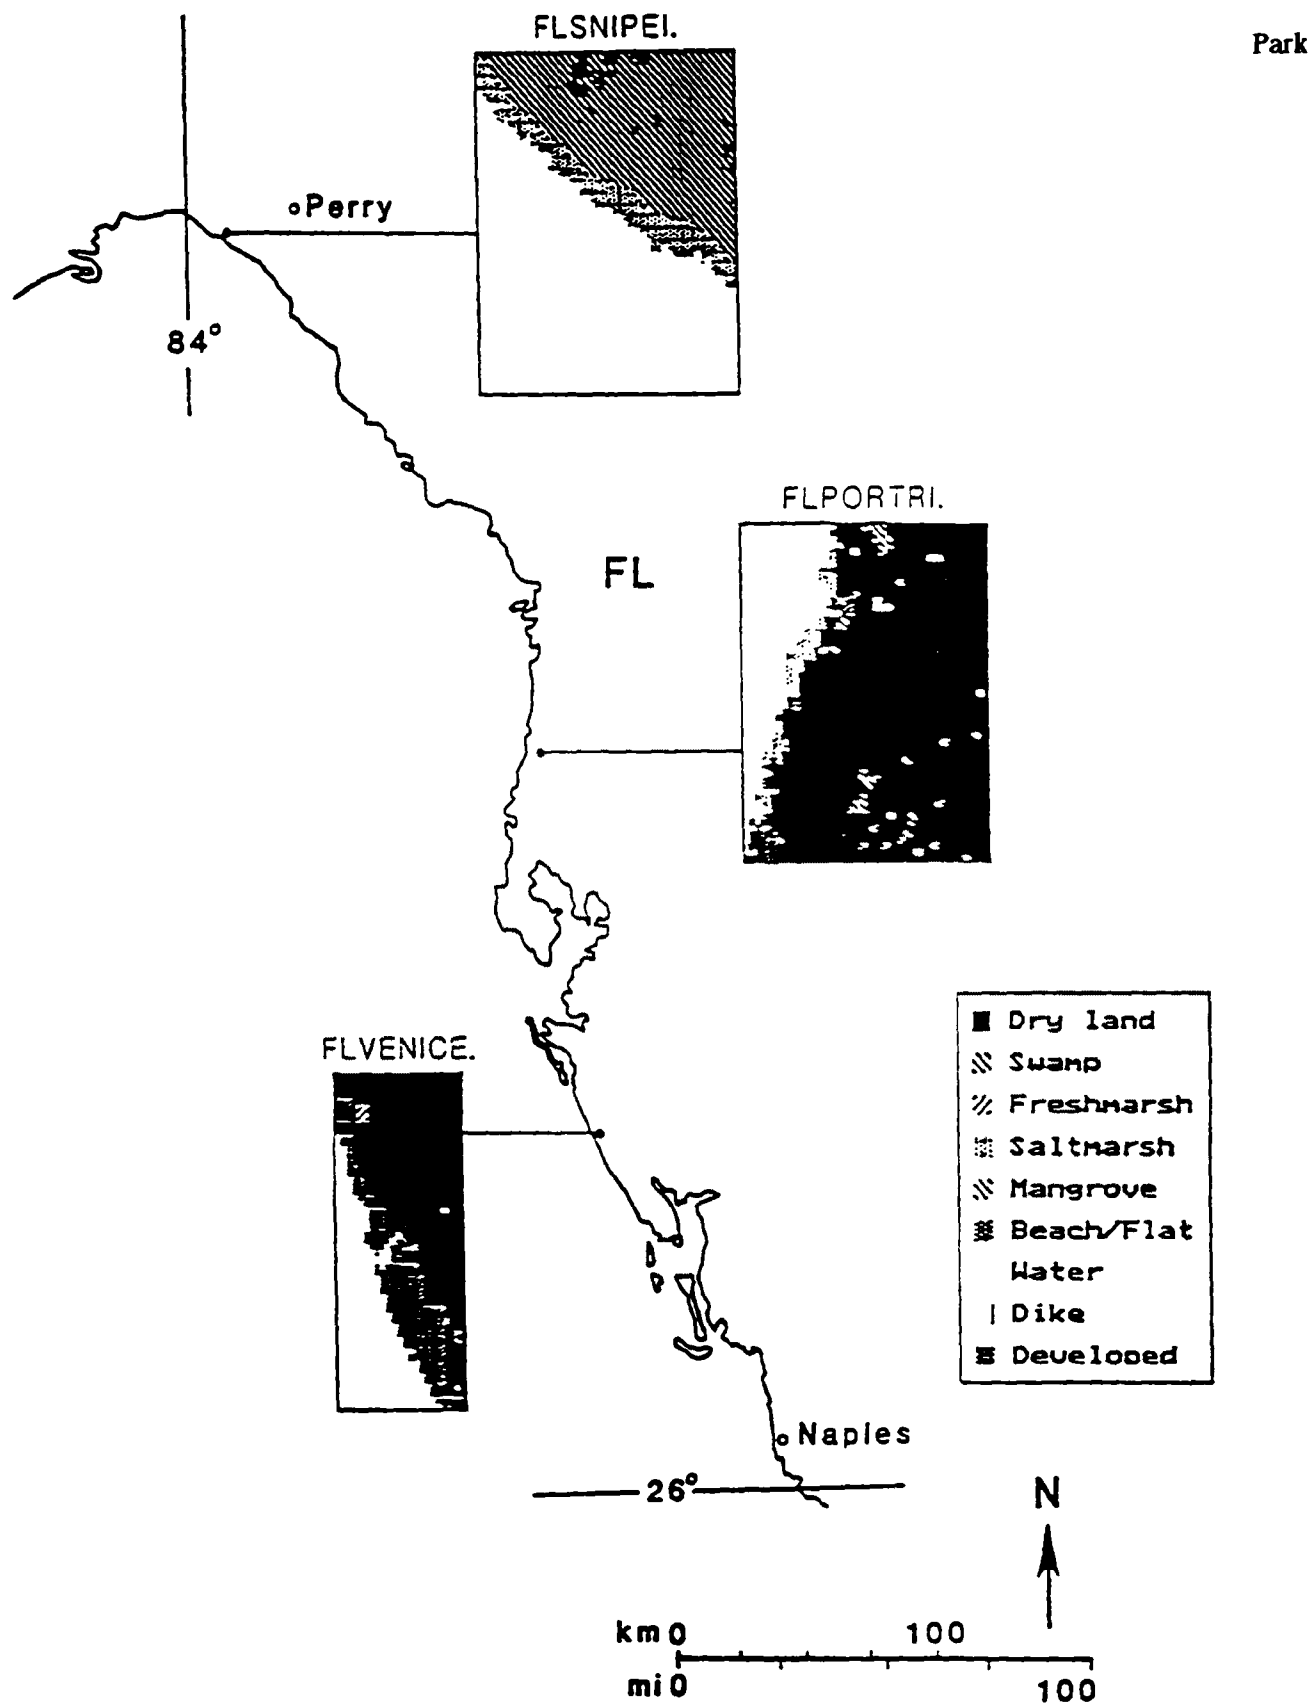 FLSNIPEI.
Park
Perry
84°
FLPORTRI.
FL
FLVENICE.
Dry land
Swamp
Freshmarsh
Saltmarsh
Mangrove
Beach/Flat
Water
Dike
Developed
Naples
26°
N
km 0 100
mi 0 100